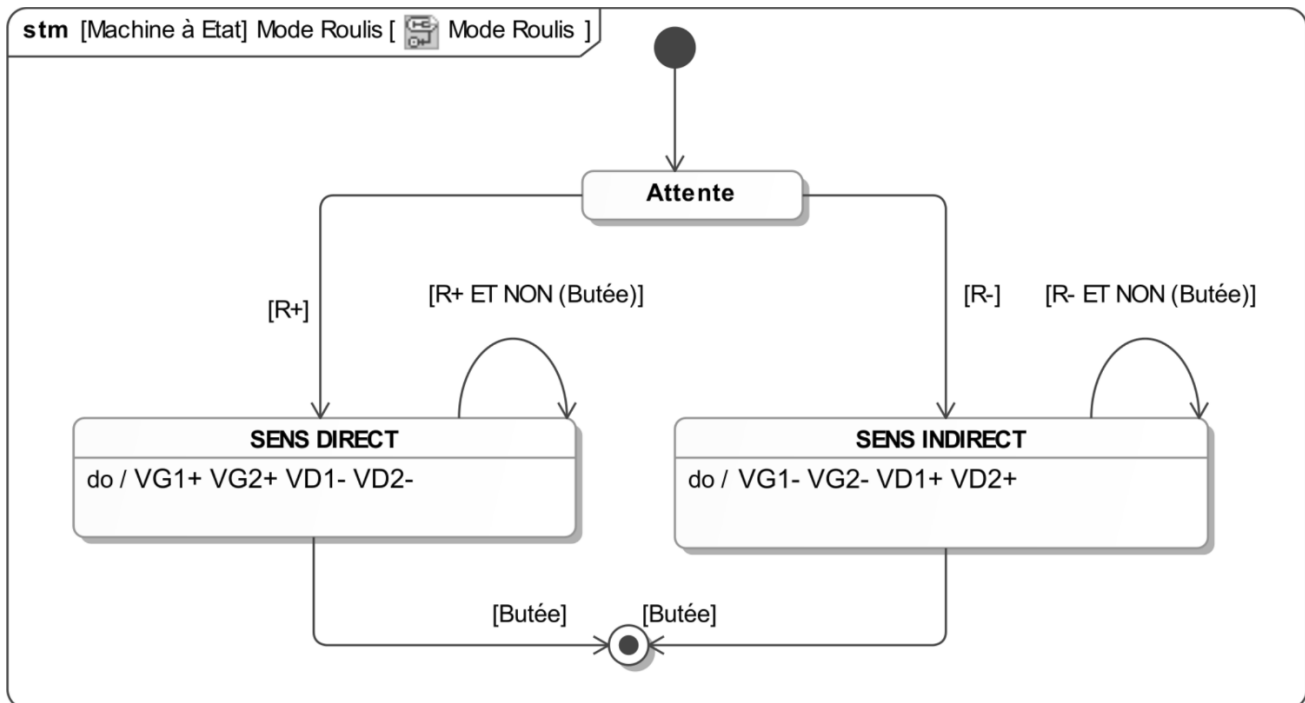 stm [Machine à Etat] Mode Roulis [ Mode Roulis ]
Attente
[R+]
[R+ ET NON (Butée)]
[R-]
[R- ET NON (Butée)]
SENS DIRECT
do / VG1+ VG2+ VD1- VD2-
SENS INDIRECT
do / VG1- VG2- VD1+ VD2+
[Butée]
[Butée]